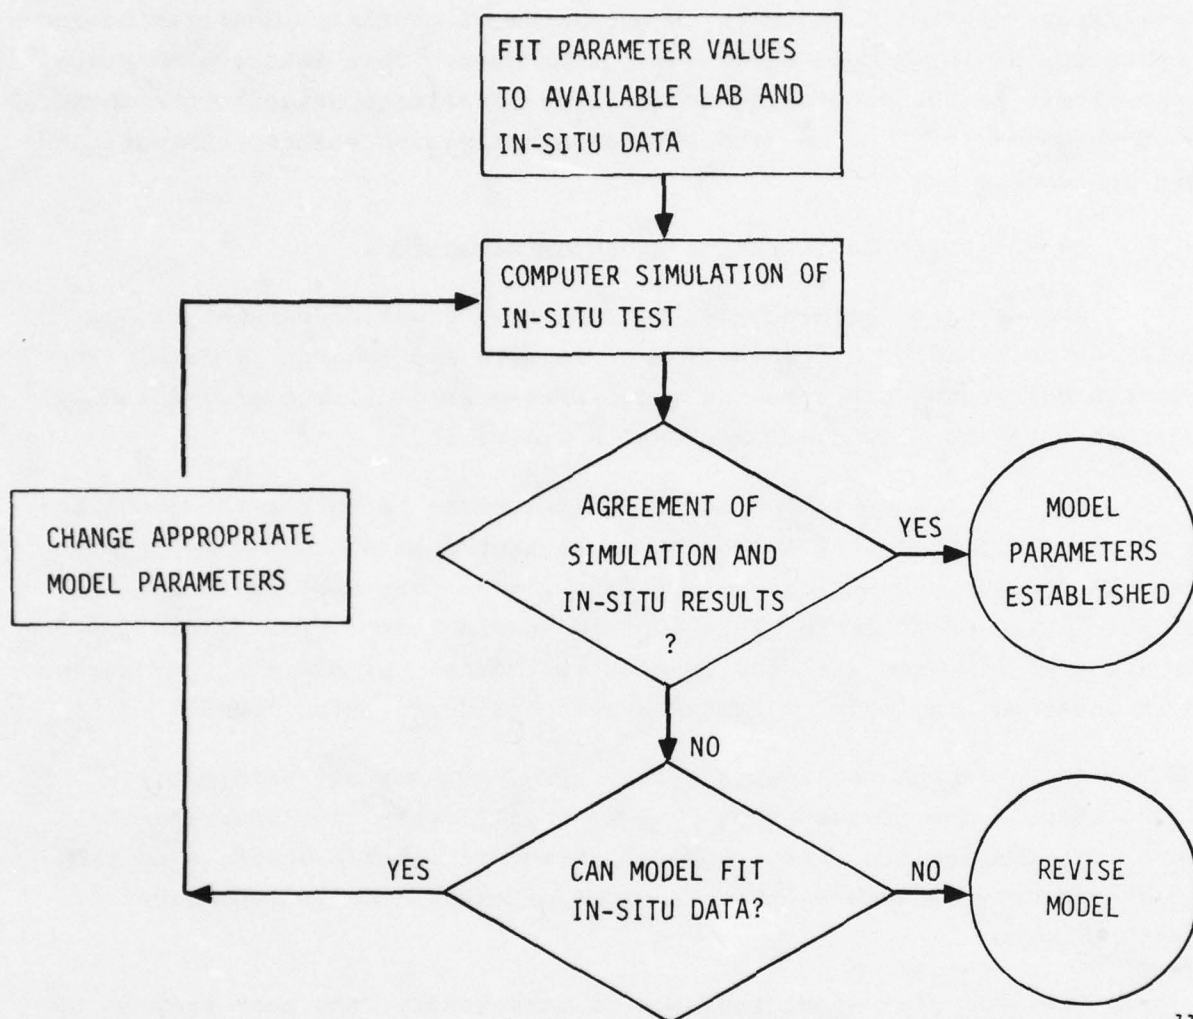 FIT PARAMETER VALUES
TO AVAILABLE LAB AND
IN-SITU DATA
COMPUTER SIMULATION OF
IN-SITU TEST
CHANGE APPROPRIATE
MODEL PARAMETERS
AGREEMENT OF
SIMULATION AND
IN-SITU RESULTS
?
YES
MODEL
PARAMETERS
ESTABLISHED
NO
YES
CAN MODEL FIT
IN-SITU DATA?
NO
REVISE
MODEL